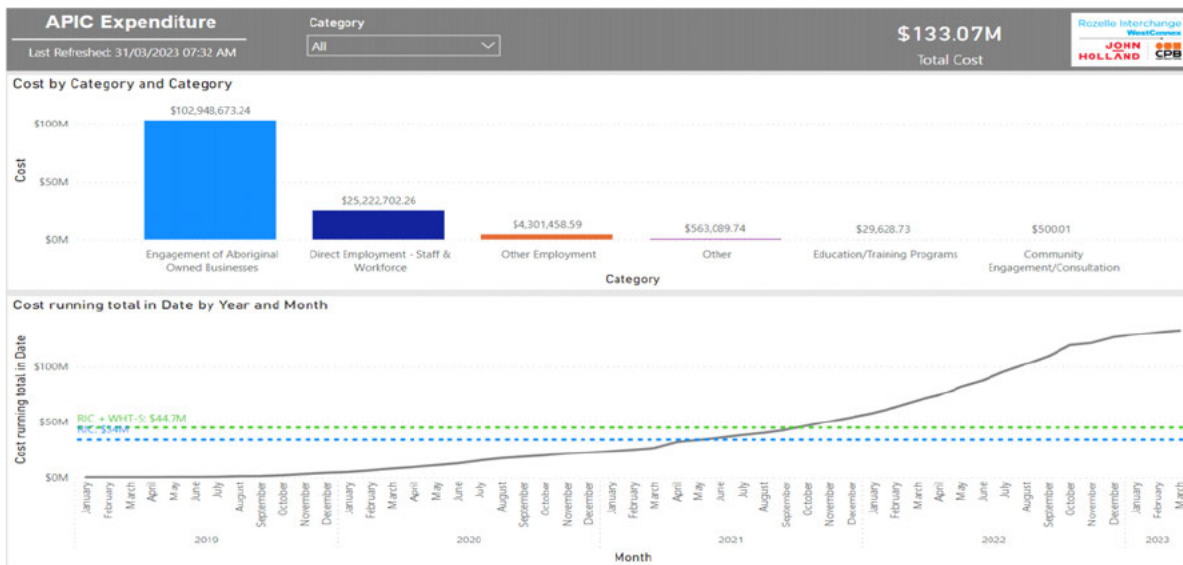 APIC Expenditure
Last Refreshed: 31/03/2023 07:32 AM
Category
All
$133.07M
Total Cost
Rozelle Interchange
WestConnex
JOHN
HOLLAND
CPB
Cost by Category and Category
$100M
$50M
$0M
Cost
$102,948,673.24
$25,222,702.26
$4,301,458.59
$563,089.74
$29,628.73
$500.01
Engagement of Aboriginal
Owned Businesses
Direct Employment - Staff &
Workforce
Other Employment
Other
Education/Training Programs
Community
Engagement/Consultation
Category
Cost running total in Date by Year and Month
Cost running total in Date
$100M
$50M
$0M
RIC + WHT-S: $44.7M
RIC: $34M
January
February
March
April
May
June
July
August
September
October
November
December
January
February
March
April
May
June
July
August
September
October
November
December
January
February
March
April
May
June
July
August
September
October
November
December
January
February
March
April
May
June
July
August
September
October
November
December
January
February
March
2019
2020
2021
2022
2023
Month